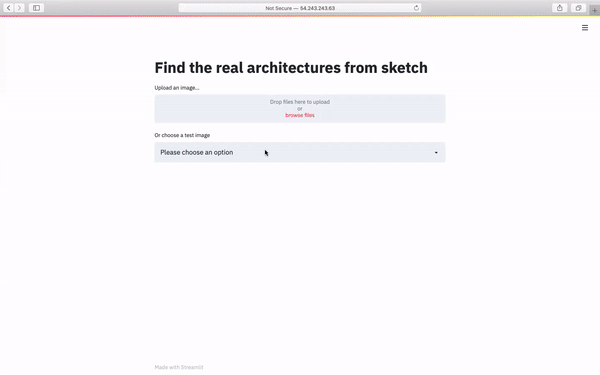 Not Secure — 54.243.243.63
Find the real architectures from sketch
Upload an image...
Drop files here to upload
or
browse files
Or choose a test image
Please choose an option
Made with Streamlit